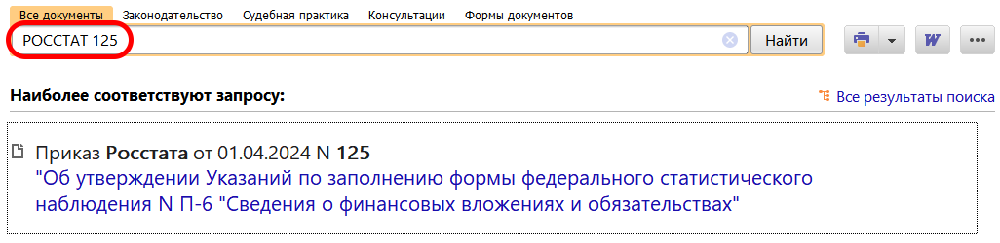 Все документы Законодательство Судебная практика Консультации Формы документов
РОССТАТ 125 Найти W
Наиболее соответствуют запросу: Все результаты поиска
Приказ Росстата от 01.04.2024 N 125
"Об утверждении Указаний по заполнению формы федерального статистического
наблюдения N П-6 "Сведения о финансовых вложениях и обязательствах"